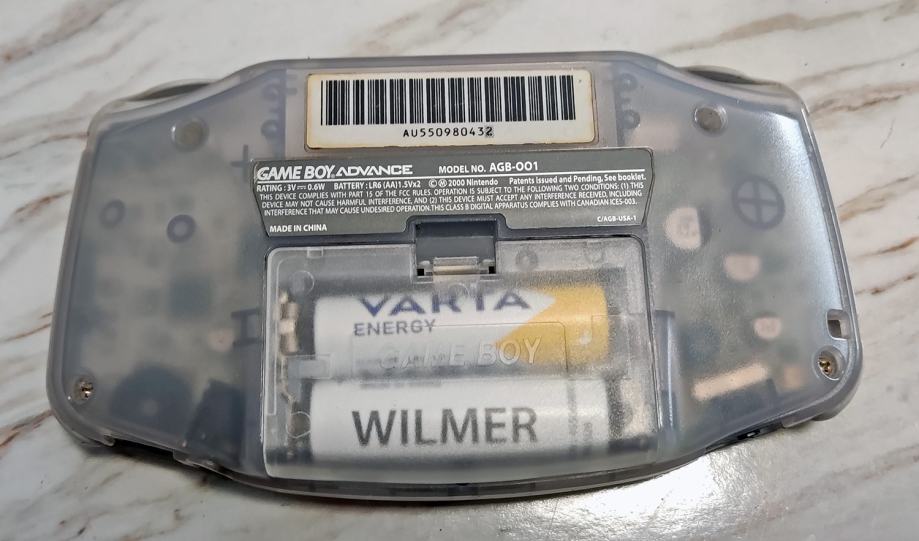 AU550980432
GAME BOY ADVANCE MODEL NO. AGB-001
RATING : 3V⎓0.6W BATTERY : LR6 (AA)1.5Vx2 ©Ⓜ2000 Nintendo Patents issued and Pending, See booklet.
THIS DEVICE COMPLIES WITH PART 15 OF THE FCC RULES. OPERATION IS SUBJECT TO THE FOLLOWING TWO CONDITIONS: (1) THIS
DEVICE MAY NOT CAUSE HARMFUL INTERFERENCE, AND (2) THIS DEVICE MUST ACCEPT ANY INTERFERENCE RECEIVED, INCLUDING
INTERFERENCE THAT MAY CAUSE UNDESIRED OPERATION.THIS CLASS B DIGITAL APPARATUS COMPLIES WITH CANADIAN ICES-003.
MADE IN CHINA C/AGB-USA-1
VARTA
ENERGY
GAME BOY
WILMER